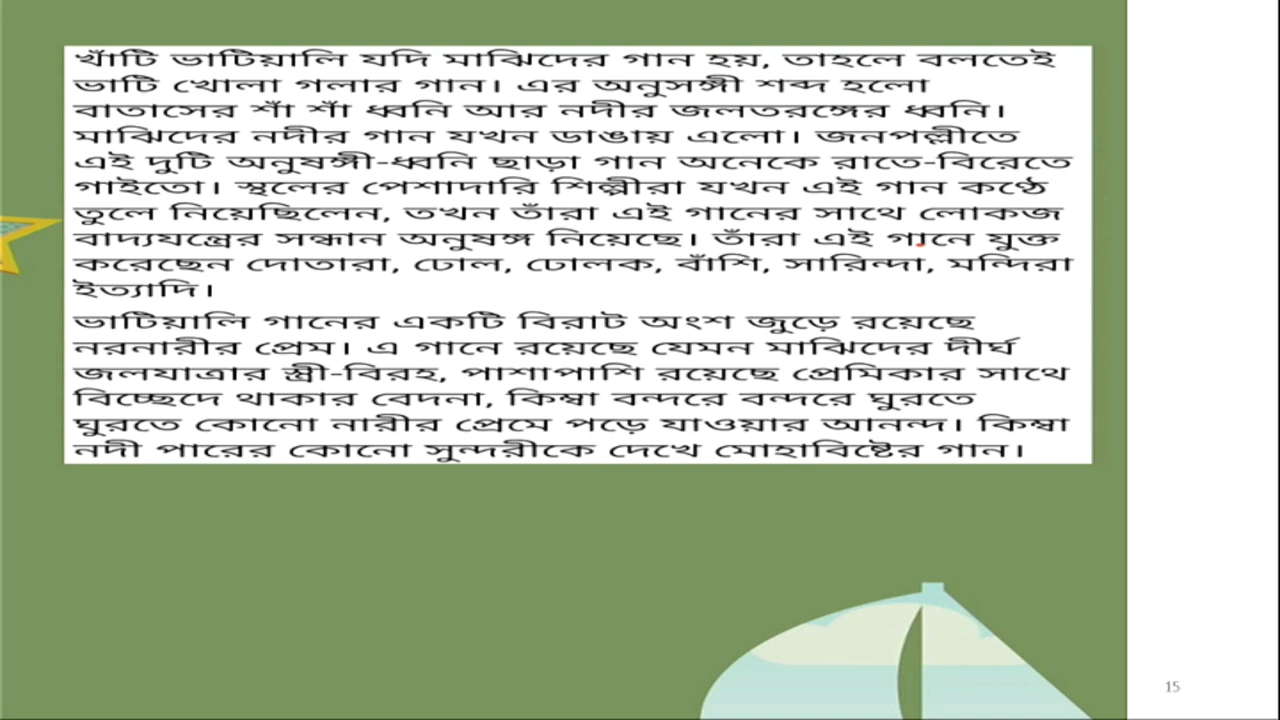 খাঁটি ভাটিয়ালি যদি মাঝিদের গান হয়, তাহলে বলতেই
ভাটি খোলা গলার গান। এর অনুসঙ্গী শব্দ হলো
বাতাসের শাঁ শাঁ ধ্বনি আর নদীর জলতরঙ্গের ধ্বনি।
মাঝিদের নদীর গান যখন ডাঙায় এলো। জনপল্লীতে
এই দুটি অনুষঙ্গী-ধ্বনি ছাড়া গান অনেকে রাতে-বিরেতে
গাইতো। স্থলের পেশাদারি শিল্পীরা যখন এই গান কণ্ঠে
তুলে নিয়েছিলেন, তখন তাঁরা এই গানের সাথে লোকজ
বাদ্যযন্ত্রের সন্ধান অনুষঙ্গ নিয়েছে। তাঁরা এই গানে যুক্ত
করেছেন দোতারা, ঢোল, ঢোলক, বাঁশি, সারিন্দা, মন্দিরা
ইত্যাদি।
ভাটিয়ালি গানের একটি বিরাট অংশ জুড়ে রয়েছে
নরনারীর প্রেম। এ গানে রয়েছে যেমন মাঝিদের দীর্ঘ
জলযাত্রার স্ত্রী-বিরহ, পাশাপাশি রয়েছে প্রেমিকার সাথে
বিচ্ছেদে থাকার বেদনা, কিম্বা বন্দরে বন্দরে ঘুরতে
ঘুরতে কোনো নারীর প্রেমে পড়ে যাওয়ার আনন্দ। কিম্বা
নদী পারের কোনো সুন্দরীকে দেখে মোহাবিষ্টের গান।
15